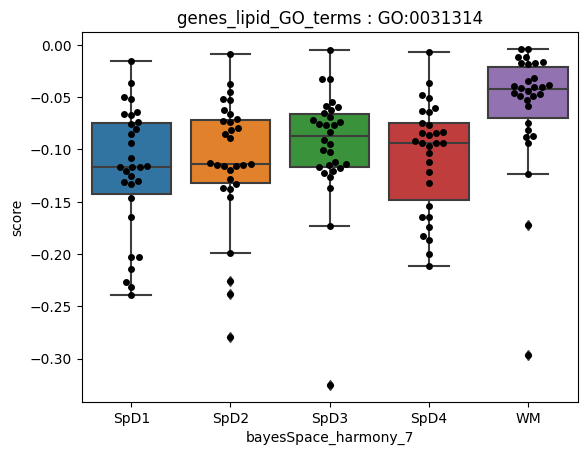 genes_lipid_GO_terms : GO:0031314
0.00
−0.05
−0.10
−0.15
−0.20
−0.25
−0.30
score
SpD1 SpD2 SpD3 SpD4 WM
bayesSpace_harmony_7